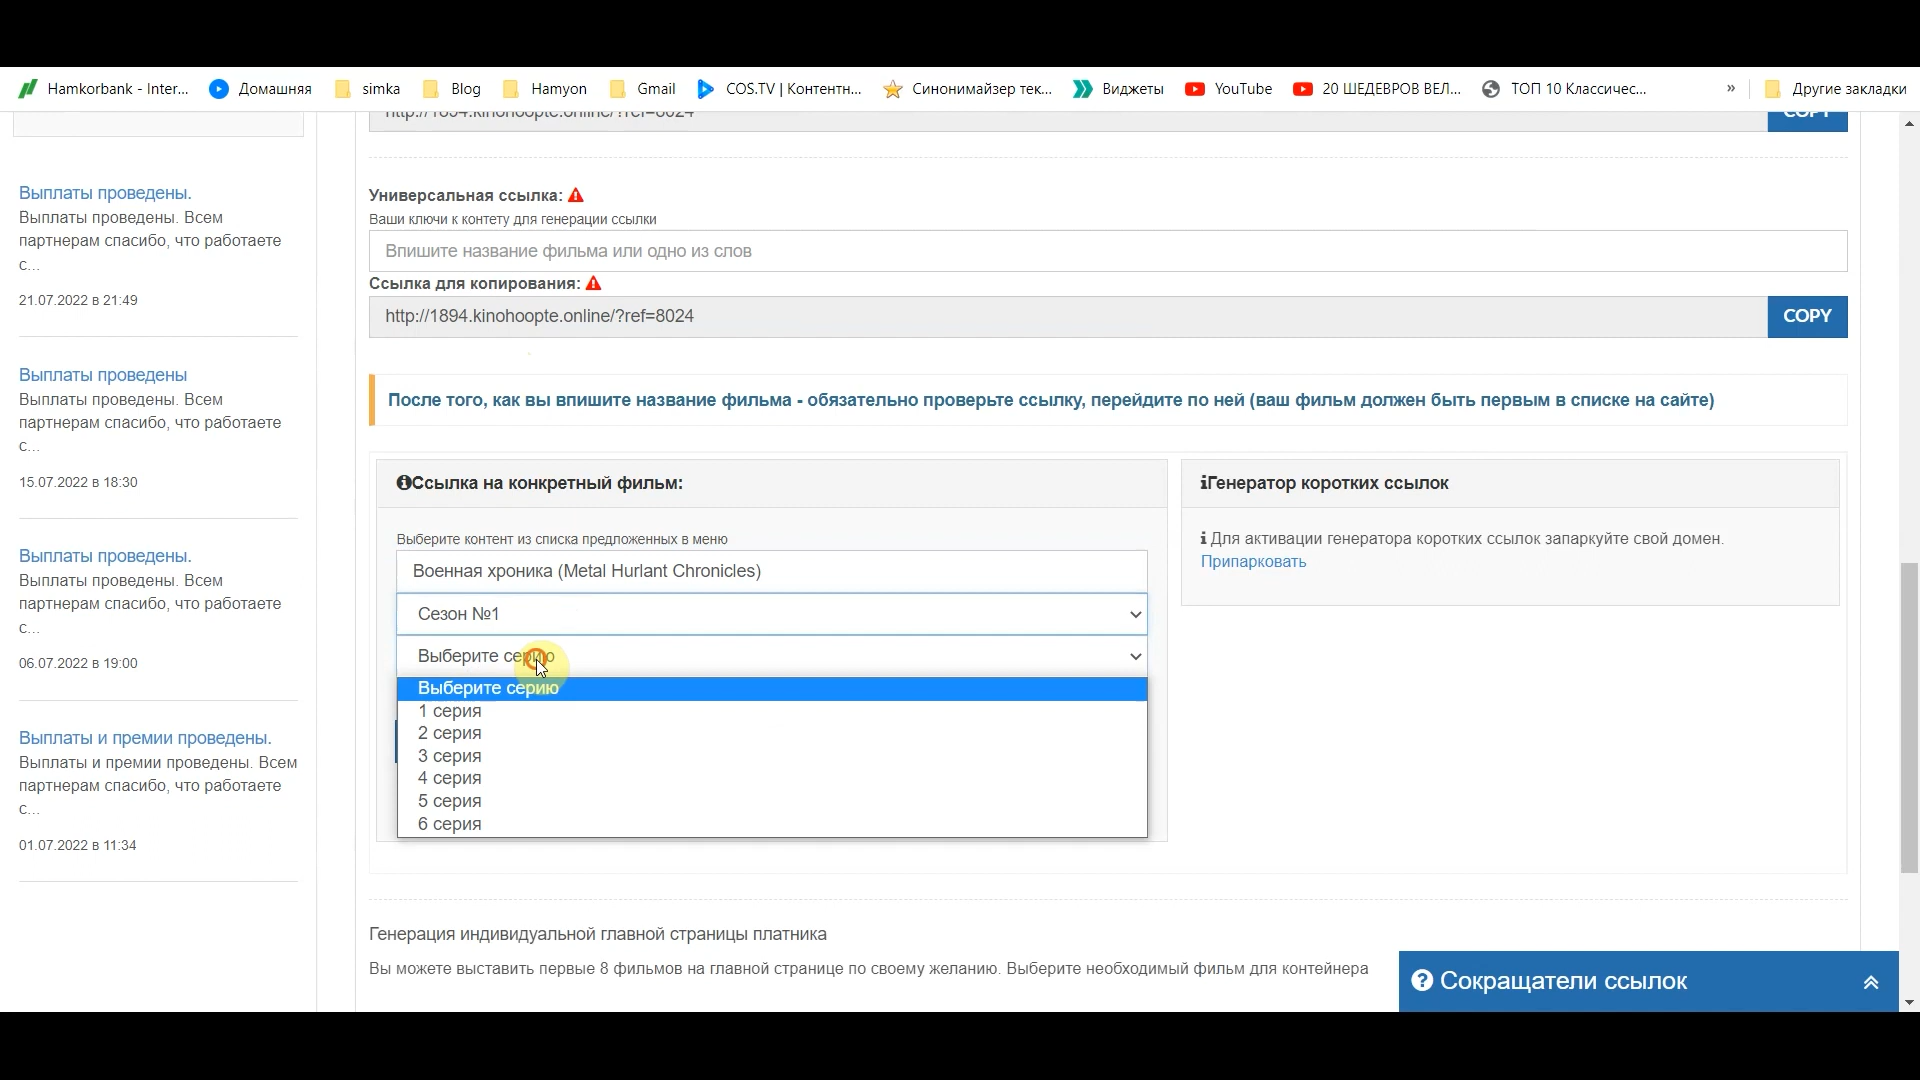 Hamkorbank - Inter...
Домашняя
simka
Blog
Hamyon
Gmail
COS.TV | Контентн...
Синонимайзер тек...
Виджеты
YouTube
20 ШЕДЕВРОВ ВЕЛ...
ТОП 10 Классичес...
»
Другие закладки
http://1894.kinohoopte.online/?ref=8024
COPY
Выплаты проведены.
Выплаты проведены. Всем
партнерам спасибо, что работаете
с...
21.07.2022 в 21:49
Выплаты проведены
Выплаты проведены. Всем
партнерам спасибо, что работаете
с...
15.07.2022 в 18:30
Выплаты проведены.
Выплаты проведены. Всем
партнерам спасибо, что работаете
с...
06.07.2022 в 19:00
Выплаты и премии проведены.
Выплаты и премии проведены. Всем
партнерам спасибо, что работаете
с...
01.07.2022 в 11:34
Универсальная ссылка:
Ваши ключи к контету для генерации ссылки
Впишите название фильма или одно из слов
Ссылка для копирования:
http://1894.kinohoopte.online/?ref=8024
COPY
После того, как вы впишите название фильма - обязательно проверьте ссылку, перейдите по ней (ваш фильм должен быть первым в списке на сайте)
Ссылка на конкретный фильм:
Выберите контент из списка предложенных в меню
Военная хроника (Metal Hurlant Chronicles)
Сезон №1
Выберите серию
Выберите серию
1 серия
2 серия
3 серия
4 серия
5 серия
6 серия
Генератор коротких ссылок
Для активации генератора коротких ссылок запаркуйте свой домен.
Припарковать
Генерация индивидуальной главной страницы платника
Вы можете выставить первые 8 фильмов на главной странице по своему желанию. Выберите необходимый фильм для контейнера
Сокращатели ссылок